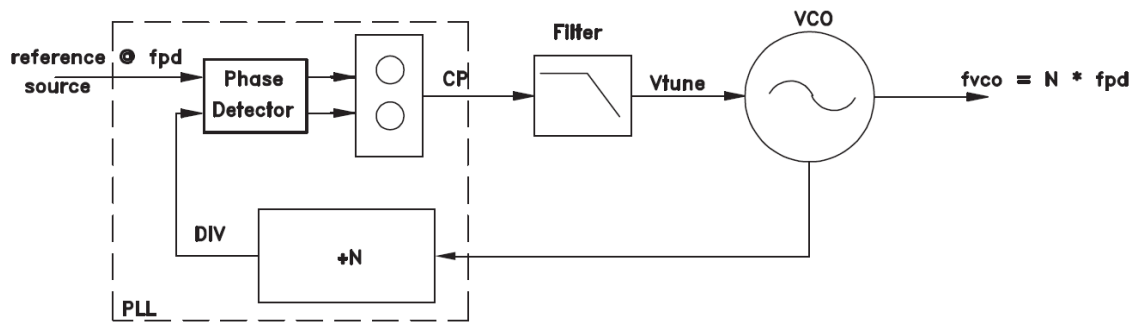 VCO
Filter
reference @ fpd
source
Phase
Detector
CP
Vtune
fvco = N * fpd
DIV
+N
PLL